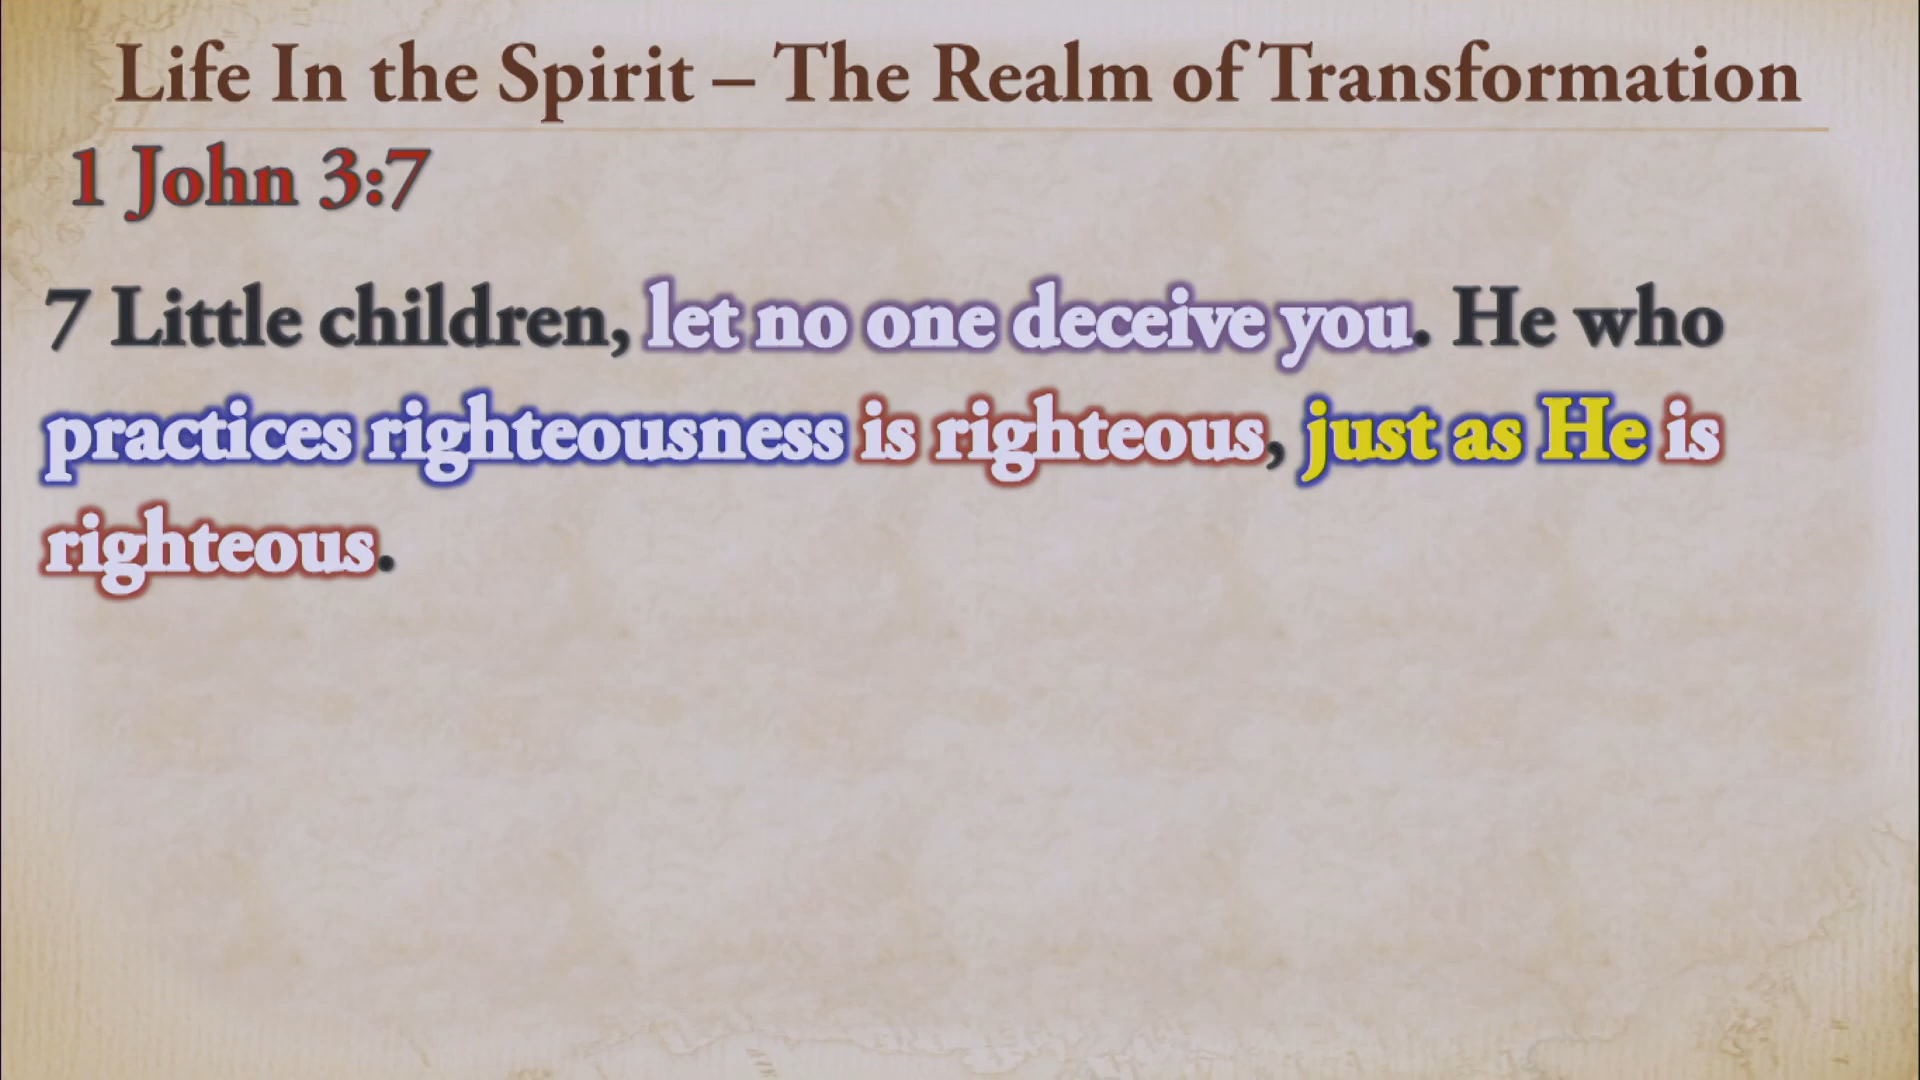 Life In the Spirit – The Realm of Transformation
1 John 3:7
7 Little children, let no one deceive you. He who
practices righteousness is righteous, just as He is
righteous.